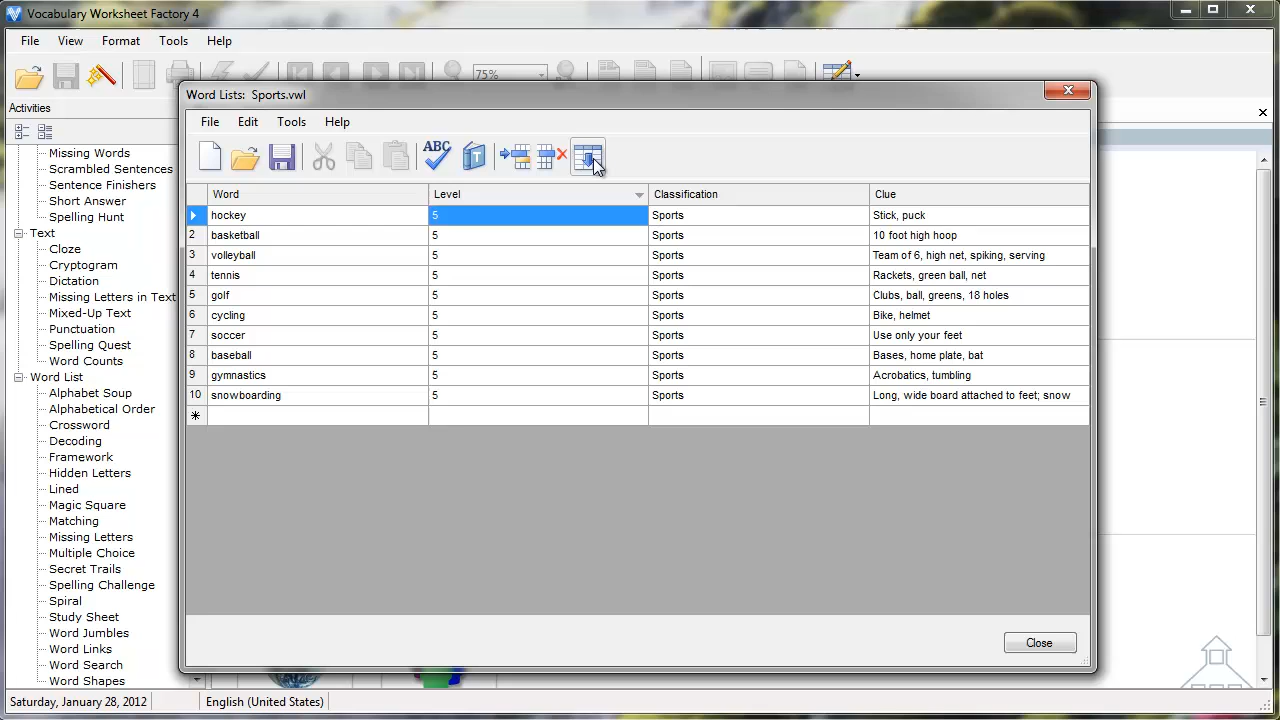 Vocabulary Worksheet Factory 4
File View Format Tools Help
75%
Activities
Missing Words
Scrambled Sentences
Sentence Finishers
Short Answer
Spelling Hunt
Text
Cloze
Cryptogram
Dictation
Missing Letters in Text
Mixed-Up Text
Punctuation
Spelling Quest
Word Counts
Word List
Alphabet Soup
Alphabetical Order
Crossword
Decoding
Framework
Hidden Letters
Lined
Magic Square
Matching
Missing Letters
Multiple Choice
Secret Trails
Spelling Challenge
Spiral
Study Sheet
Word Jumbles
Word Links
Word Search
Word Shapes
Word Lists: Sports.vwl
File Edit Tools Help
ABC T
Word Level Classification Clue
hockey 5 Sports Stick, puck
2 basketball 5 Sports 10 foot high hoop
3 volleyball 5 Sports Team of 6, high net, spiking, serving
4 tennis 5 Sports Rackets, green ball, net
5 golf 5 Sports Clubs, ball, greens, 18 holes
6 cycling 5 Sports Bike, helmet
7 soccer 5 Sports Use only your feet
8 baseball 5 Sports Bases, home plate, bat
9 gymnastics 5 Sports Acrobatics, tumbling
10 snowboarding 5 Sports Long, wide board attached to feet; snow
Close
Saturday, January 28, 2012 English (United States)